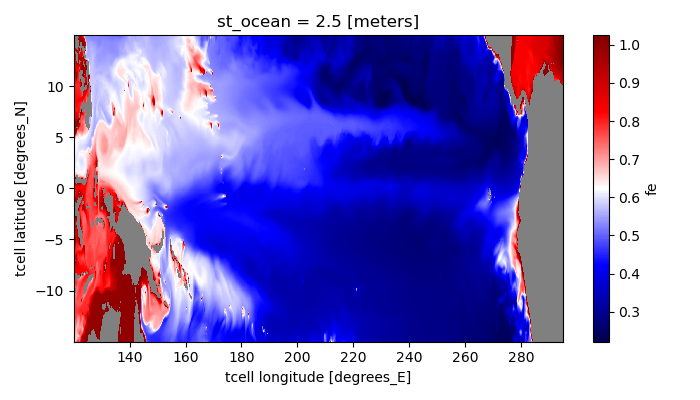 st_ocean = 2.5 [meters]
tcell latitude [degrees_N]
10
5
0
−5
−10
140 160 180 200 220 240 260 280
tcell longitude [degrees_E]
1.0
0.9
0.8
0.7
0.6
0.5
0.4
0.3
fe